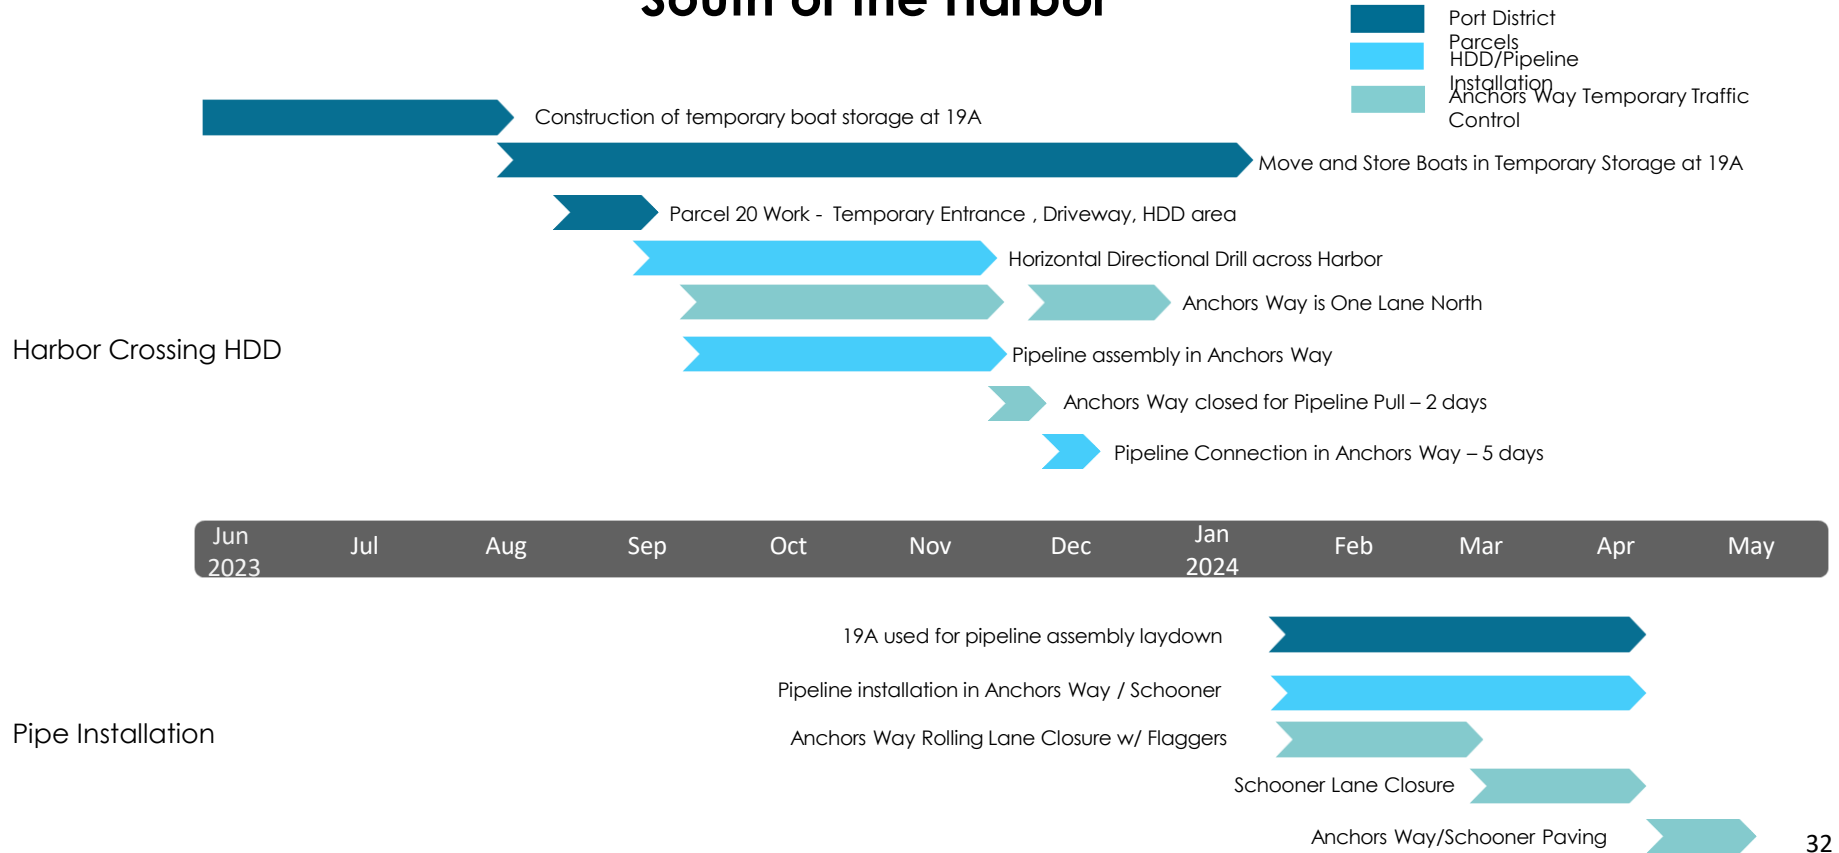 South of the Harbor
Port District
Parcels
HDD/Pipeline
Installation
Anchors Way Temporary Traffic
Control
Construction of temporary boat storage at 19A
Move and Store Boats in Temporary Storage at 19A
Parcel 20 Work -  Temporary Entrance , Driveway, HDD area
Horizontal Directional Drill across Harbor
Anchors Way is One Lane North
Harbor Crossing HDD
Pipeline assembly in Anchors Way
Anchors Way closed for Pipeline Pull – 2 days
Pipeline Connection in Anchors Way – 5 days
Jun
2023
Jul
Aug
Sep
Oct
Nov
Dec
Jan
2024
Feb
Mar
Apr
May
19A used for pipeline assembly laydown
Pipeline installation in Anchors Way / Schooner
Pipe Installation
Anchors Way Rolling Lane Closure w/ Flaggers
Schooner Lane Closure
Anchors Way/Schooner Paving
32